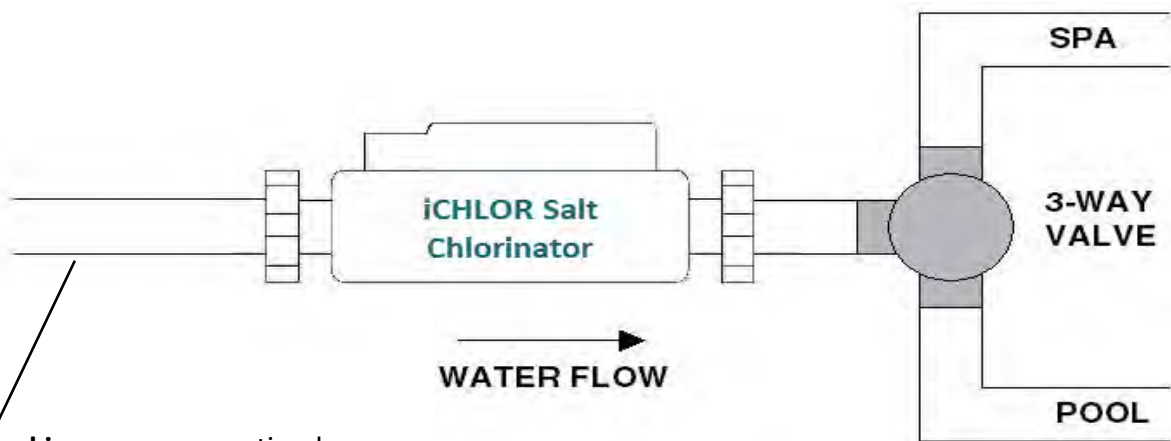 SPA
iCHLOR Salt
Chlorinator
3-WAY
VALVE
WATER FLOW
POOL